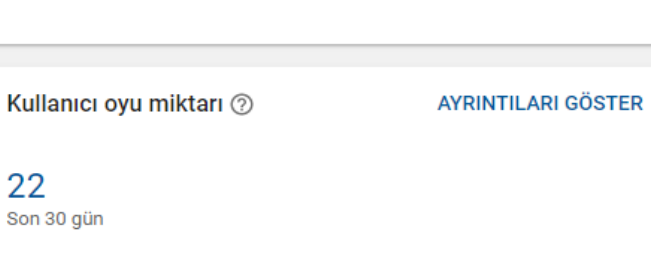 Kullanıcı oyu miktarı
AYRINTILARI GÖSTER
22
Son 30 gün